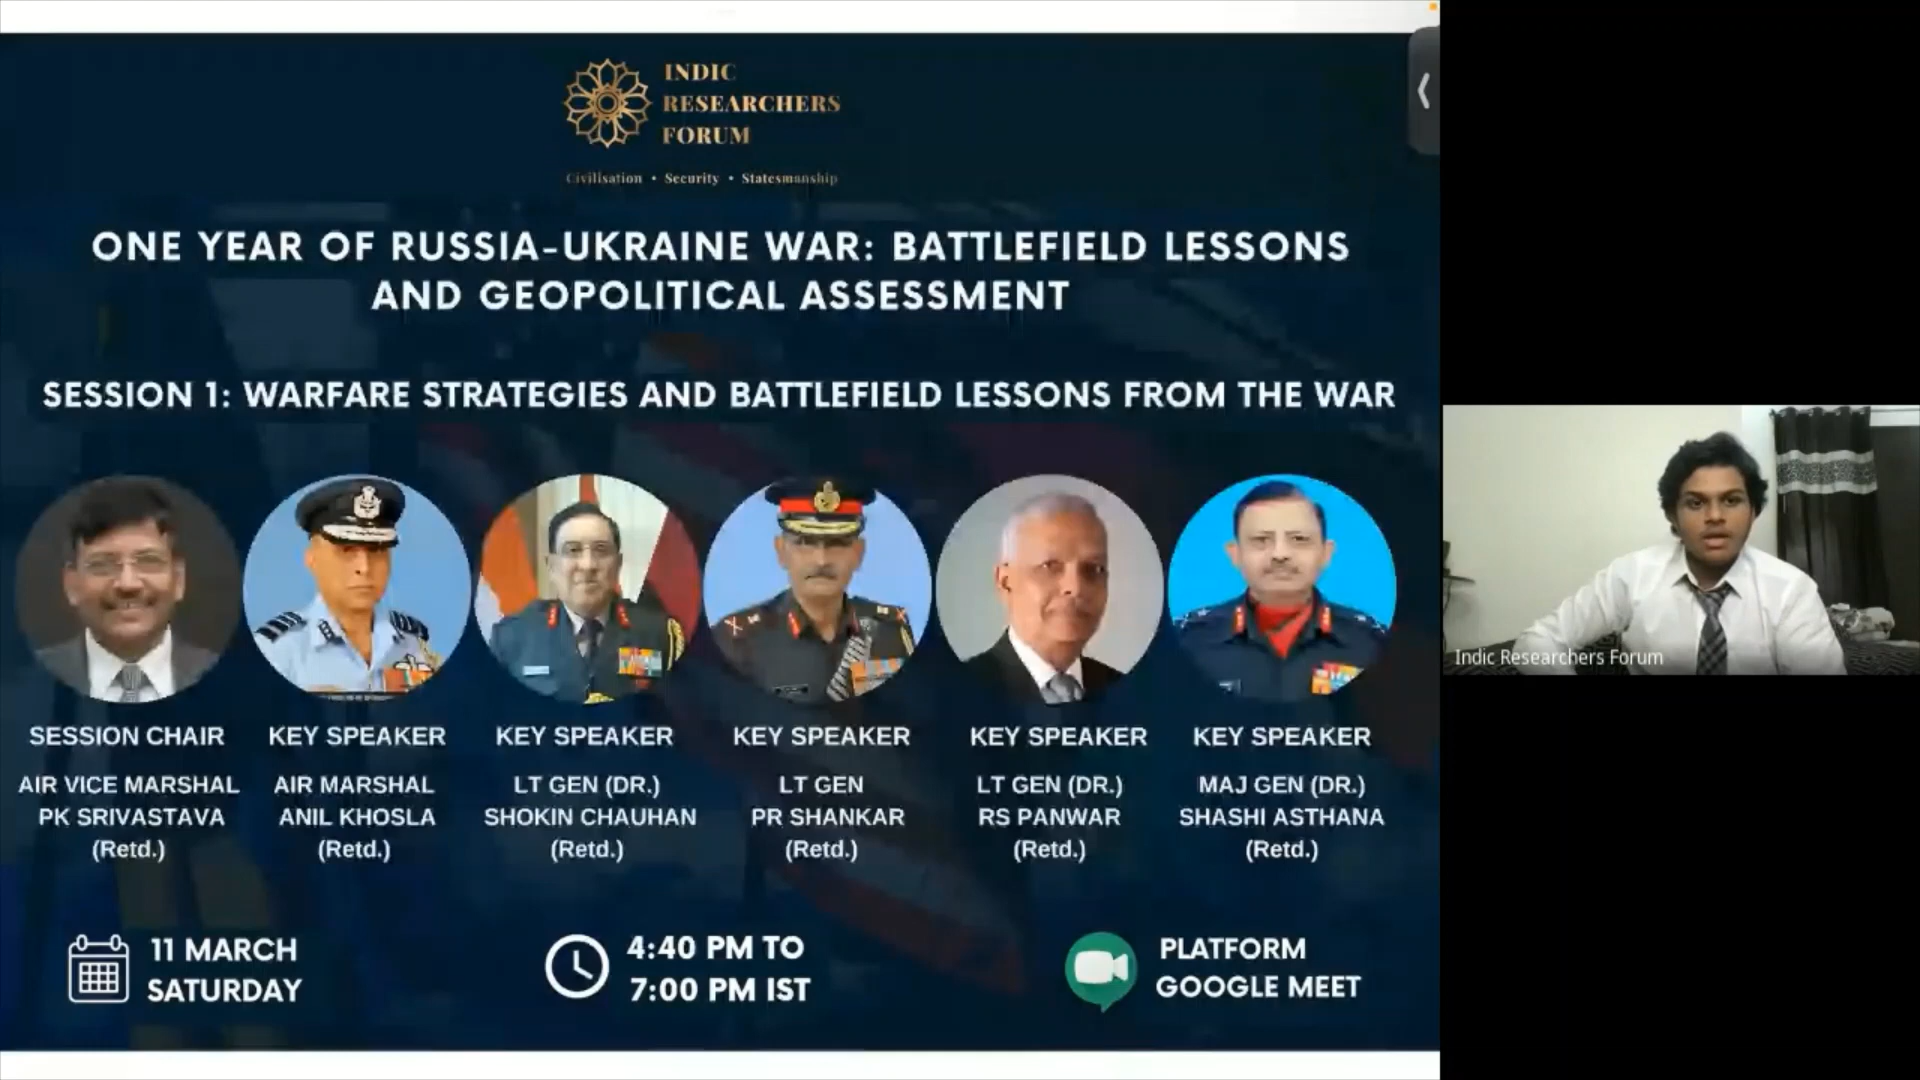 INDIC
RESEARCHERS
FORUM
Civilisation • Security • Statesmanship
ONE YEAR OF RUSSIA-UKRAINE WAR: BATTLEFIELD LESSONS
AND GEOPOLITICAL ASSESSMENT
SESSION 1: WARFARE STRATEGIES AND BATTLEFIELD LESSONS FROM THE WAR
SESSION CHAIR
AIR VICE MARSHAL
PK SRIVASTAVA
(Retd.)
KEY SPEAKER
AIR MARSHAL
ANIL KHOSLA
(Retd.)
KEY SPEAKER
LT GEN (DR.)
SHOKIN CHAUHAN
(Retd.)
KEY SPEAKER
LT GEN
PR SHANKAR
(Retd.)
KEY SPEAKER
LT GEN (DR.)
RS PANWAR
(Retd.)
KEY SPEAKER
MAJ GEN (DR.)
SHASHI ASTHANA
(Retd.)
11 MARCH
SATURDAY
4:40 PM TO
7:00 PM IST
PLATFORM
GOOGLE MEET
Indic Researchers Forum